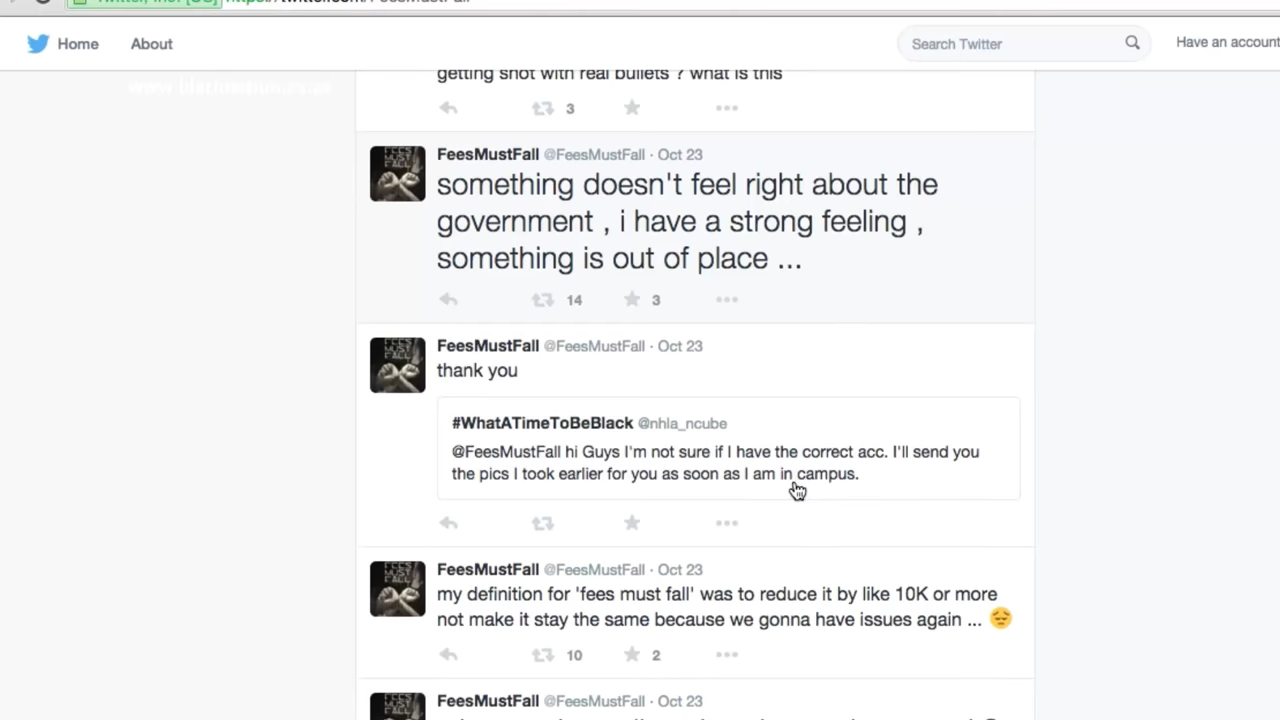 Home About Search Twitter Have an account
getting shot with real bullets ? what is this
3
FeesMustFall @FeesMustFall · Oct 23
something doesn't feel right about the
government , i have a strong feeling ,
something is out of place ...
14 3
FeesMustFall @FeesMustFall · Oct 23
thank you
#WhatATimeToBeBlack @nhla_ncube
@FeesMustFall hi Guys I'm not sure if I have the correct acc. I'll send you
the pics I took earlier for you as soon as I am in campus.
FeesMustFall @FeesMustFall · Oct 23
my definition for 'fees must fall' was to reduce it by like 10K or more
not make it stay the same because we gonna have issues again ... 😔
10 2
FeesMustFall @FeesMustFall · Oct 23